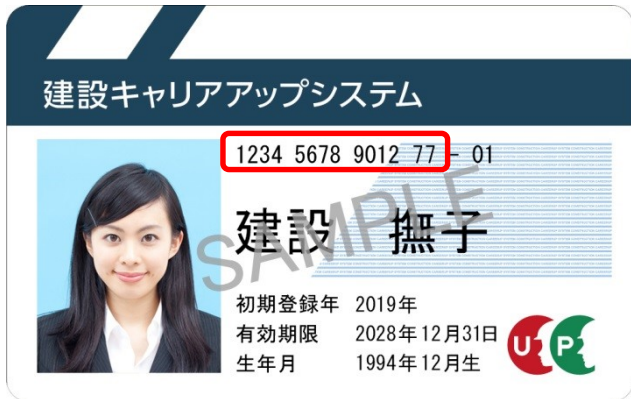 建設キャリアアップシステム
1234 5678 9012 77 - 01
建設 撫子
SAMPLE
初期登録年 2019年
有効期限 2028年12月31日
生年月 1994年12月生
U P